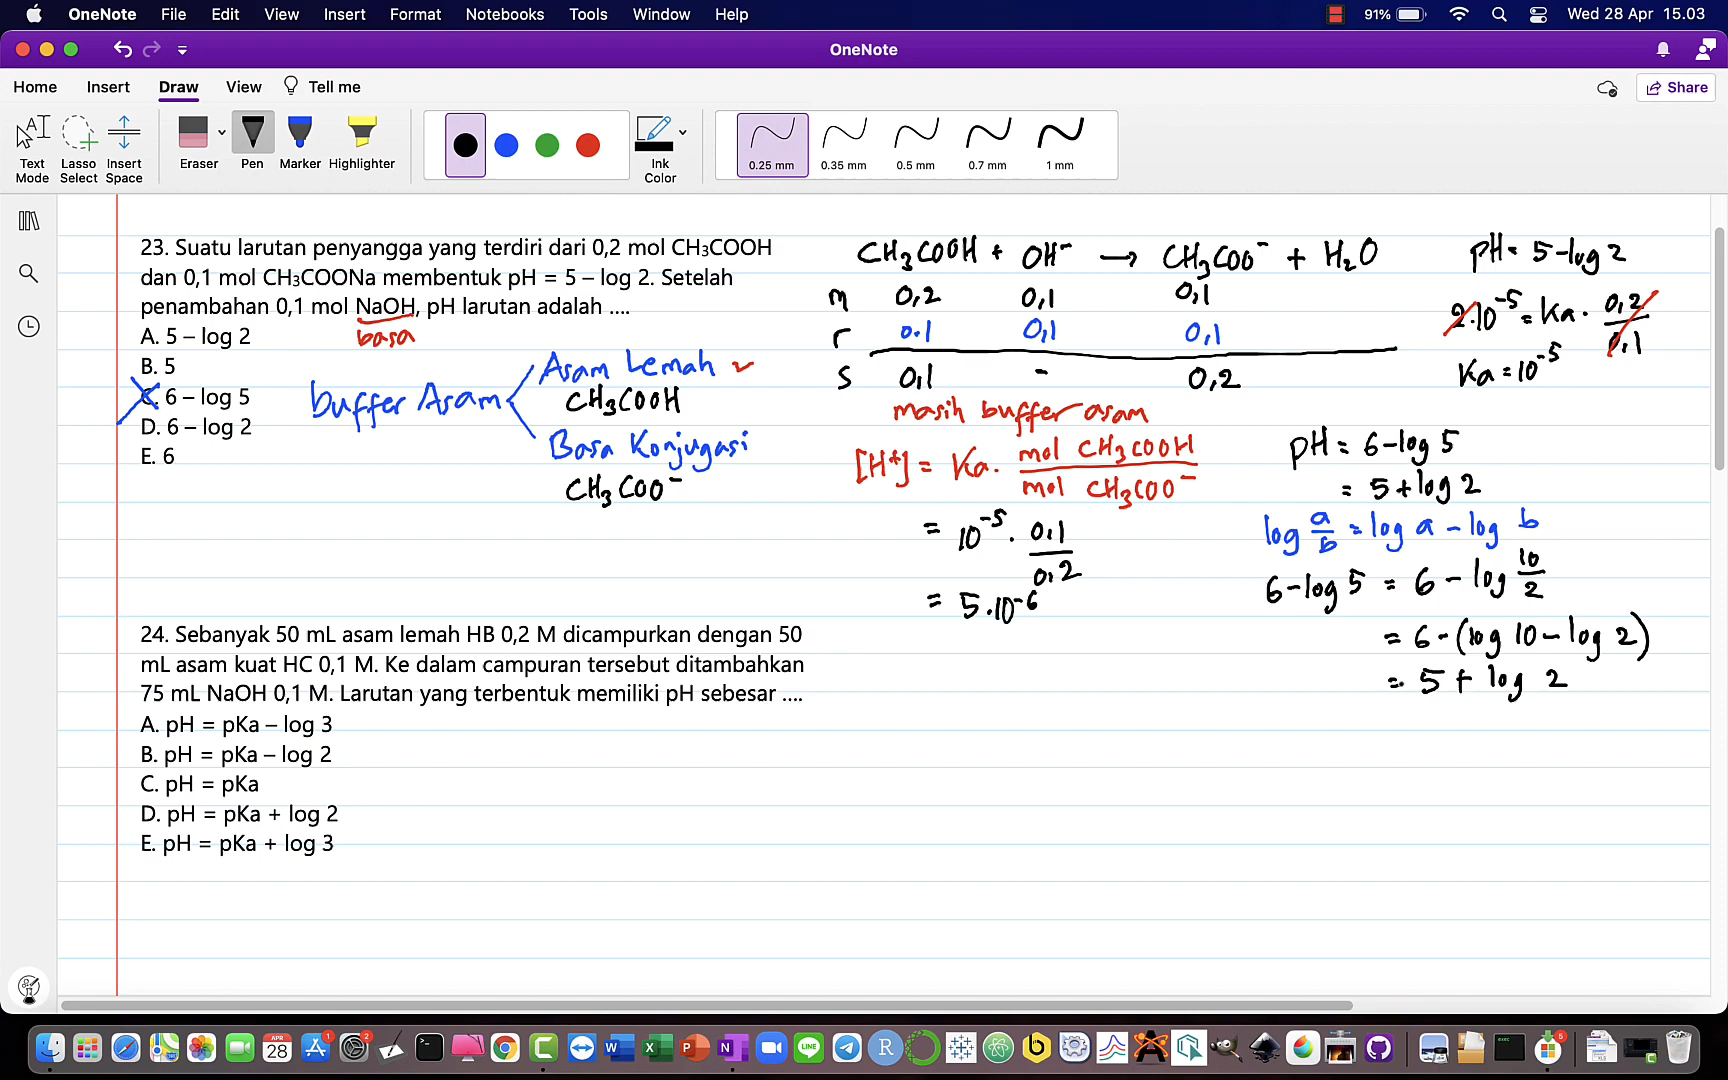 OneNote File Edit View Insert Format Notebooks Tools Window Help 91% Wed 28 Apr 15.03
OneNote
Home Insert Draw View Tell me Share
Text Mode Lasso Select Insert Space Eraser Pen Marker Highlighter Ink Color 0.25 mm 0.35 mm 0.5 mm 0.7 mm 1 mm
23. Suatu larutan penyangga yang terdiri dari 0,2 mol CH₃COOH
dan 0,1 mol CH₃COONa membentuk pH = 5 – log 2. Setelah
penambahan 0,1 mol NaOH, pH larutan adalah ....
basa
A. 5 – log 2
B. 5
C. 6 – log 5
D. 6 – log 2
E. 6
buffer Asam
Asam Lemah
CH₃COOH
Basa Konjugasi
CH₃COO⁻
CH₃COOH + OH⁻ → CH₃COO⁻ + H₂O
m 0,2 0,1 0,1
r 0.1 0,1 0,1
s 0,1 - 0,2
masih buffer asam
[H⁺] = Ka . mol CH₃COOH / mol CH₃COO⁻
= 10⁻⁵ . 0,1 / 0,2
= 5.10⁻⁶
pH = 5-log 2
2.10⁻⁵ = Ka . 0,2 / 0,1
Ka = 10⁻⁵
pH = 6-log 5
= 5+log 2
log a/b = log a - log b
6-log 5 = 6 - log 10/2
= 6-(log 10 - log 2)
= 5 + log 2
24. Sebanyak 50 mL asam lemah HB 0,2 M dicampurkan dengan 50
mL asam kuat HC 0,1 M. Ke dalam campuran tersebut ditambahkan
75 mL NaOH 0,1 M. Larutan yang terbentuk memiliki pH sebesar ....
A. pH = pKa – log 3
B. pH = pKa – log 2
C. pH = pKa
D. pH = pKa + log 2
E. pH = pKa + log 3